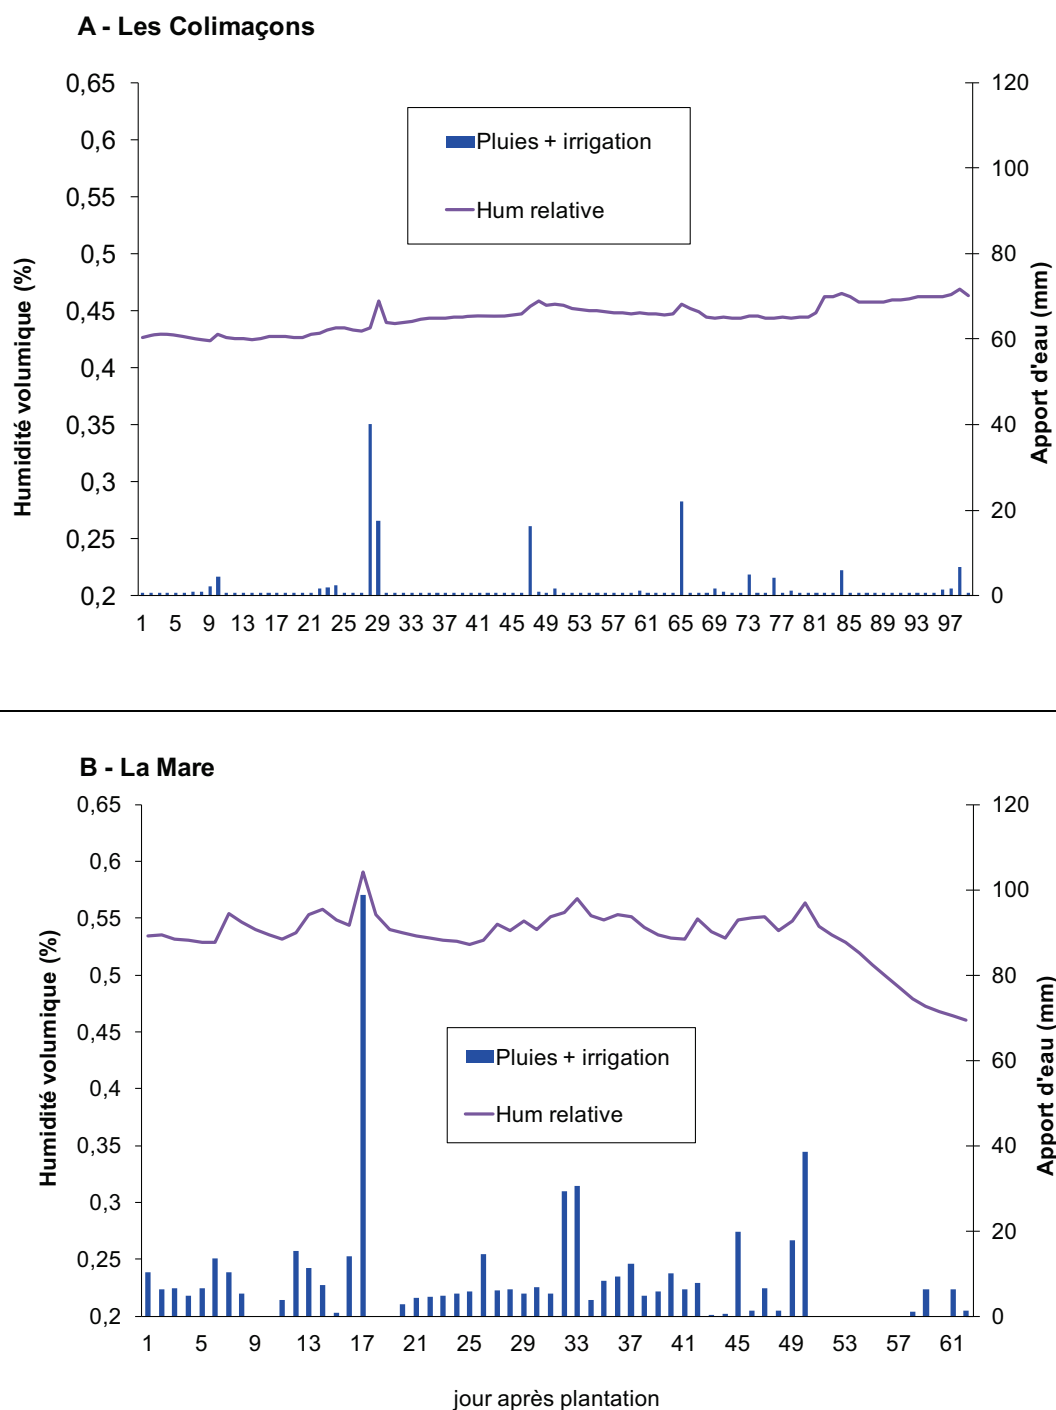 A - Les Colimaçons
0,65
0,6
0,55
0,5
0,45
0,4
0,35
0,3
0,25
0,2
Humidité volumique (%)
Pluies + irrigation
Hum relative
120
100
80
60
40
20
0
Apport d'eau (mm)
1 5 9 13 17 21 25 29 33 37 41 45 49 53 57 61 65 69 73 77 81 85 89 93 97
B - La Mare
0,65
0,6
0,55
0,5
0,45
0,4
0,35
0,3
0,25
0,2
Humidité volumique (%)
Pluies + irrigation
Hum relative
120
100
80
60
40
20
0
Apport d'eau (mm)
1 5 9 13 17 21 25 29 33 37 41 45 49 53 57 61
jour après plantation